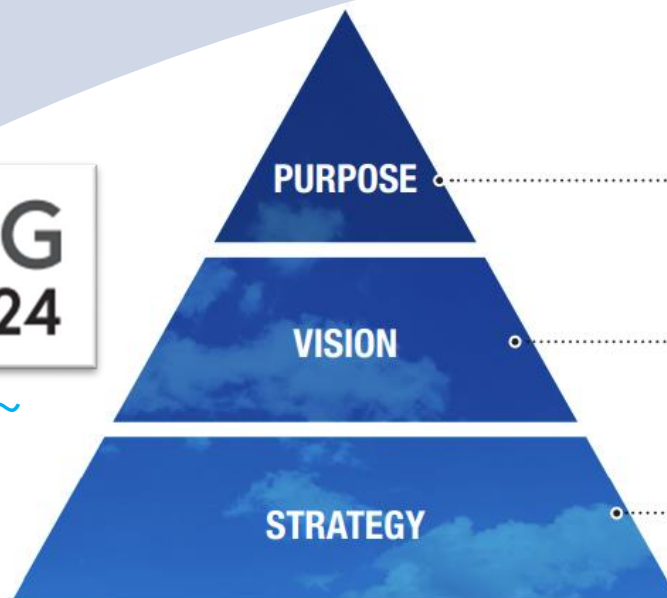 PURPOSE
G
24
VISION
~
STRATEGY